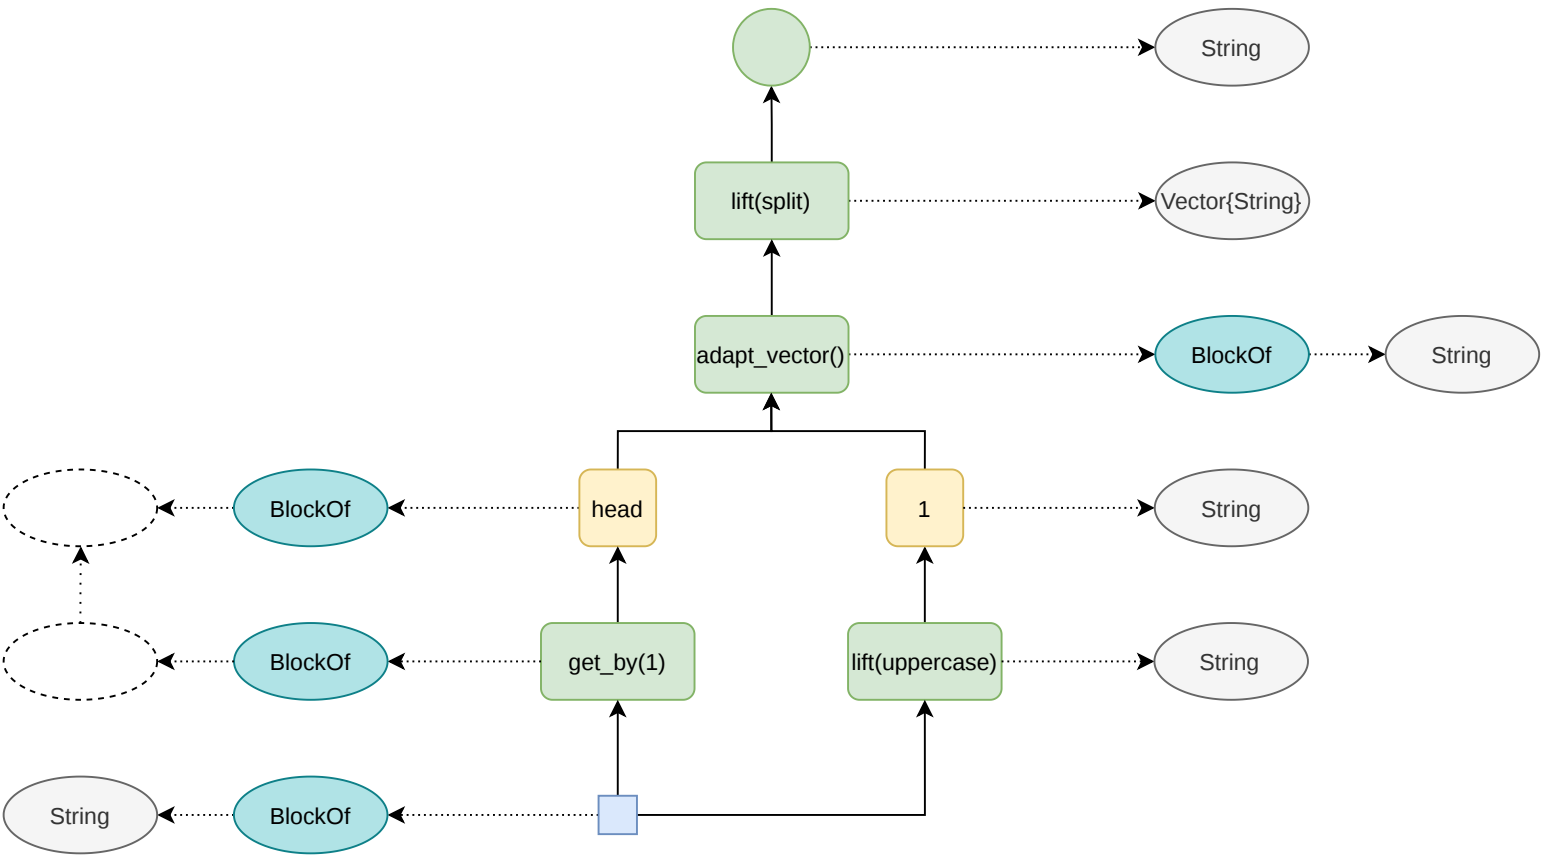 String
lift(split)
Vector{String}
adapt_vector()
BlockOf
String
BlockOf
head
1
String
BlockOf
get_by(1)
lift(uppercase)
String
String
BlockOf